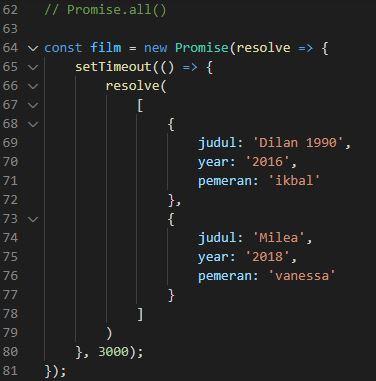 62 // Promise.all()
63
64 const film = new Promise(resolve => {
65     setTimeout(() => {
66         resolve(
67             [
68                 {
69                     judul: 'Dilan 1990',
70                     year: '2016',
71                     pemeran: 'ikbal'
72                 },
73                 {
74                     judul: 'Milea',
75                     year: '2018',
76                     pemeran: 'vanessa'
77                 }
78             ]
79         )
80     }, 3000);
81 });